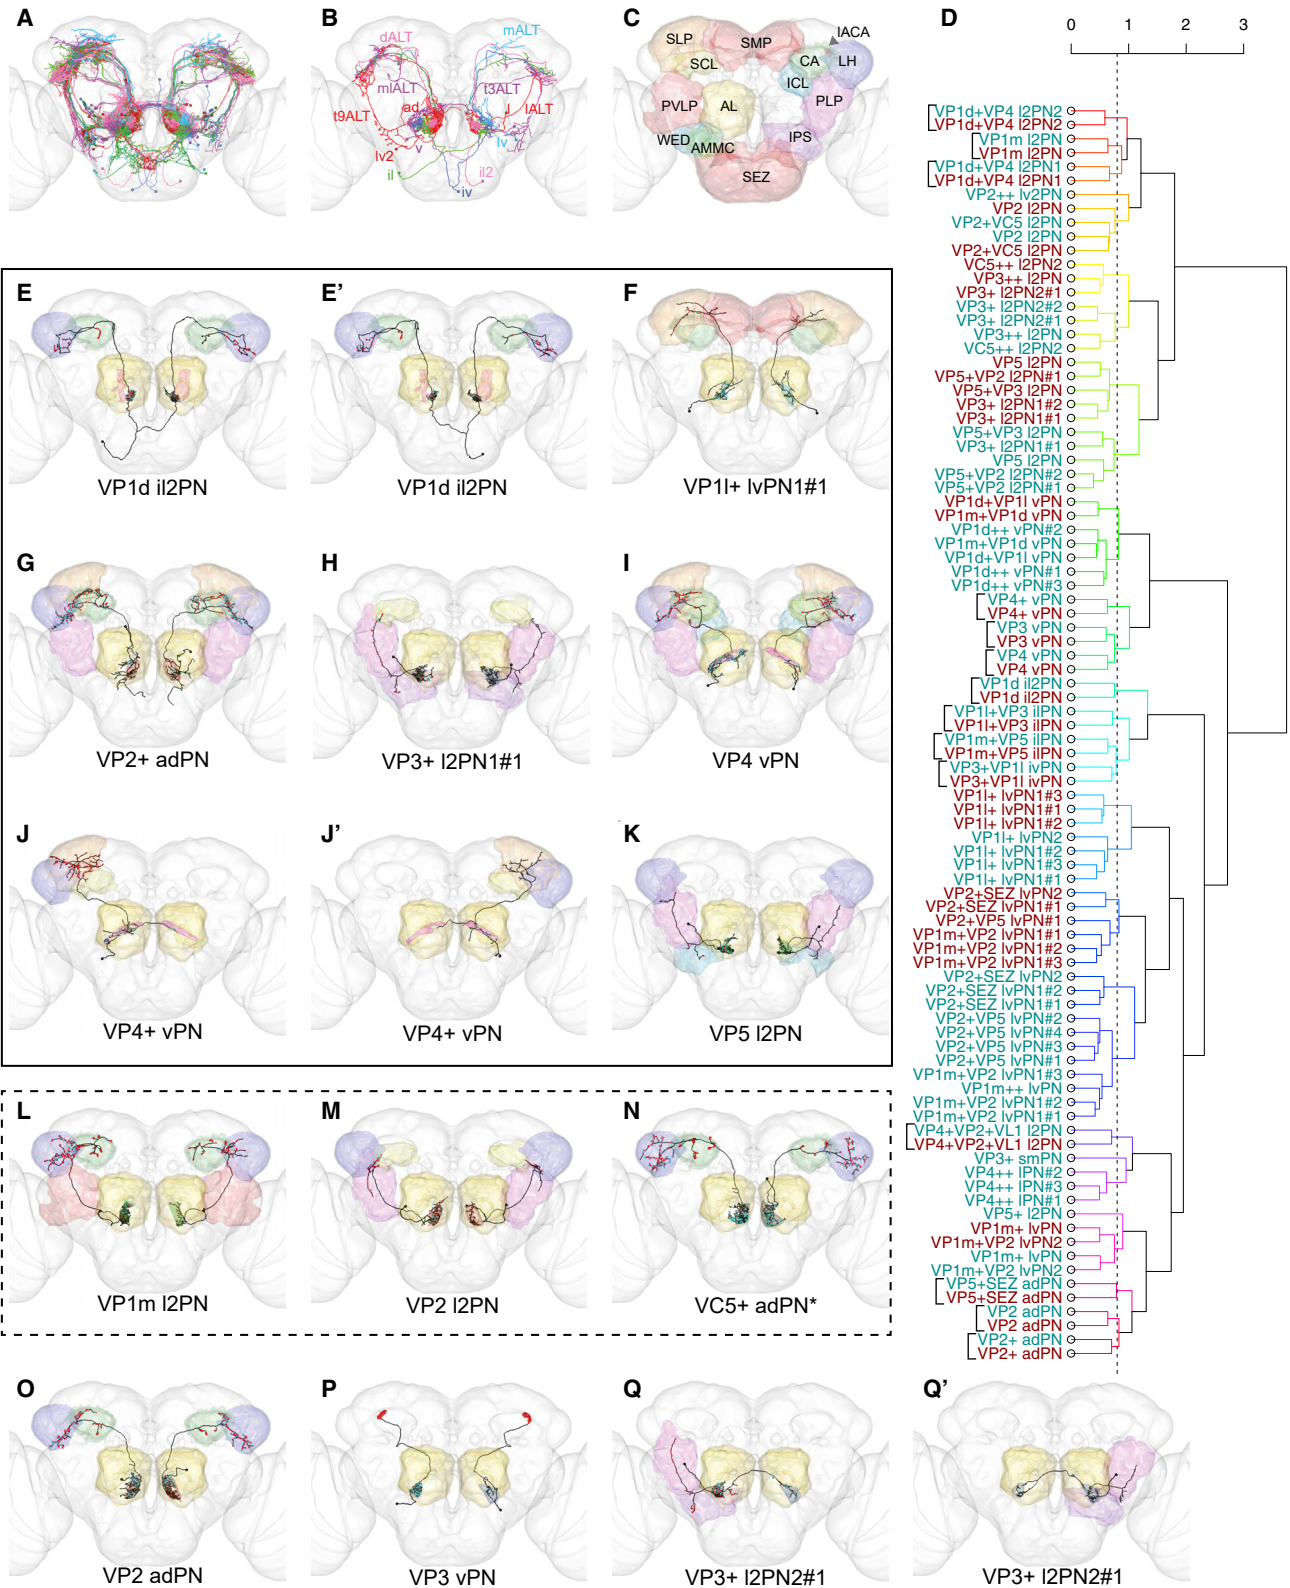 A
B
dALT
mALT
mlALT
t3ALT
t9ALT
ad
l
lALT
lv2
v
lv
il
il2
iv
C
lACA
SLP
SMP
SCL
CA
LH
ICL
PVLP
AL
PLP
WED
AMMC
IPS
SEZ
D
0 1 2 3
VP1d+VP4 l2PN2
VP1d+VP4 l2PN2
VP1m l2PN
VP1m l2PN
VP1d+VP4 l2PN1
VP1d+VP4 l2PN1
VP2++ lv2PN
VP2 l2PN
VP2+VC5 l2PN
VP2 l2PN
VP2+VC5 l2PN
VC5++ l2PN2
VP3++ l2PN
VP3+ l2PN2#1
VP3+ l2PN2#2
VP3+ l2PN2#1
VP3++ l2PN
VC5++ l2PN2
VP5 l2PN
VP5+VP2 l2PN#1
VP5+VP3 l2PN
VP3+ l2PN1#2
VP3+ l2PN1#1
VP5+VP3 l2PN
VP3+ l2PN1#1
VP5 l2PN
VP5+VP2 l2PN#2
VP5+VP2 l2PN#1
VP1d+VP1l vPN
VP1m+VP1d vPN
VP1d++ vPN#2
VP1m+VP1d vPN
VP1d+VP1l vPN
VP1d++ vPN#1
VP1d++ vPN#3
VP4+ vPN
VP4+ vPN
VP3 vPN
VP3 vPN
VP4 vPN
VP4 vPN
VP1d il2PN
VP1d il2PN
VP1l+VP3 ilPN
VP1l+VP3 ilPN
VP1m+VP5 ilPN
VP1m+VP5 ilPN
VP3+VP1l ivPN
VP3+VP1l ivPN
VP1l+ lvPN1#3
VP1l+ lvPN1#1
VP1l+ lvPN1#2
VP1l+ lvPN2
VP1l+ lvPN1#2
VP1l+ lvPN1#3
VP1l+ lvPN1#1
VP2+SEZ lvPN2
VP2+SEZ lvPN1#1
VP2+VP5 lvPN#1
VP1m+VP2 lvPN1#1
VP1m+VP2 lvPN1#2
VP1m+VP2 lvPN1#3
VP2+SEZ lvPN2
VP2+SEZ lvPN1#2
VP2+SEZ lvPN1#1
VP2+VP5 lvPN#2
VP2+VP5 lvPN#4
VP2+VP5 lvPN#3
VP2+VP5 lvPN#1
VP1m+VP2 lvPN1#3
VP1m++ lvPN
VP1m+VP2 lvPN1#2
VP1m+VP2 lvPN1#1
VP4+VP2+VL1 l2PN
VP4+VP2+VL1 l2PN
VP3+ smPN
VP4++ lPN#2
VP4++ lPN#3
VP4++ lPN#1
VP5+ l2PN
VP1m+ lvPN
VP1m+VP2 lvPN2
VP1m+ lvPN
VP1m+VP2 lvPN2
VP5+SEZ adPN
VP5+SEZ adPN
VP2 adPN
VP2 adPN
VP2+ adPN
VP2+ adPN
E
VP1d il2PN
E’
VP1d il2PN
F
VP1l+ lvPN1#1
G
VP2+ adPN
H
VP3+ l2PN1#1
I
VP4 vPN
J
VP4+ vPN
J’
VP4+ vPN
K
VP5 l2PN
L
VP1m l2PN
M
VP2 l2PN
N
VC5+ adPN*
O
VP2 adPN
P
VP3 vPN
Q
VP3+ l2PN2#1
Q’
VP3+ l2PN2#1